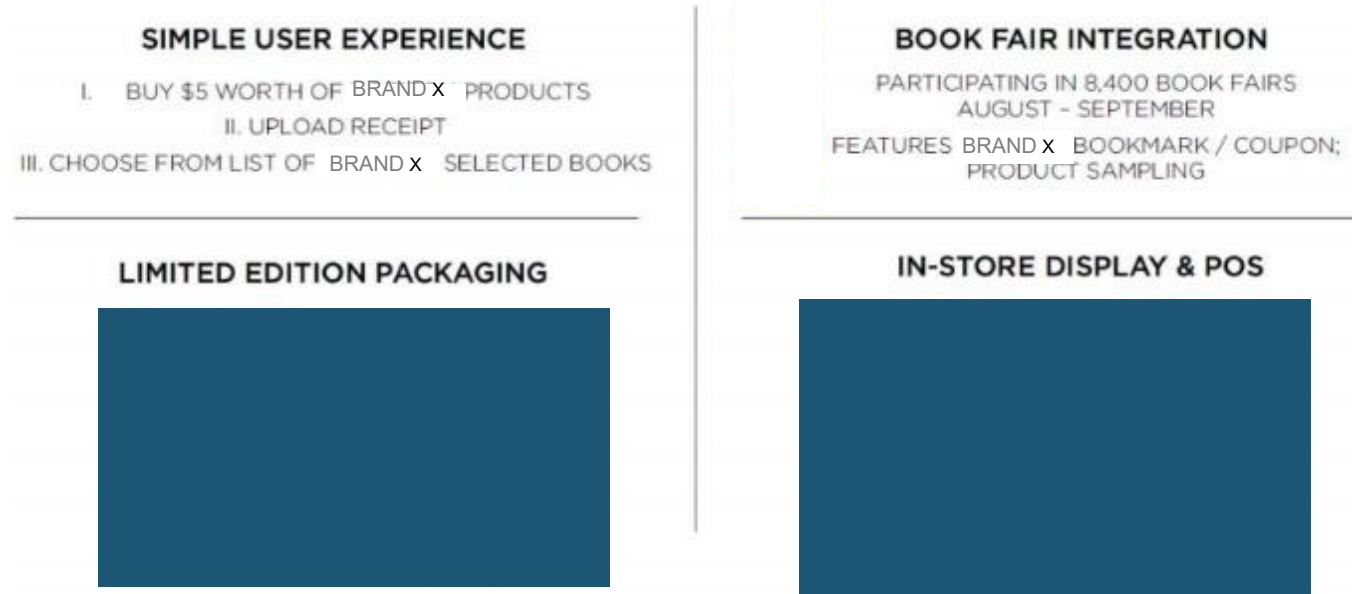 SIMPLE USER EXPERIENCE
I. BUY $5 WORTH OF BRAND X PRODUCTS
II. UPLOAD RECEIPT
III. CHOOSE FROM LIST OF BRAND X SELECTED BOOKS
BOOK FAIR INTEGRATION
PARTICIPATING IN 8,400 BOOK FAIRS
AUGUST – SEPTEMBER
FEATURES BRAND X BOOKMARK / COUPON;
PRODUCT SAMPLING
LIMITED EDITION PACKAGING
IN-STORE DISPLAY & POS